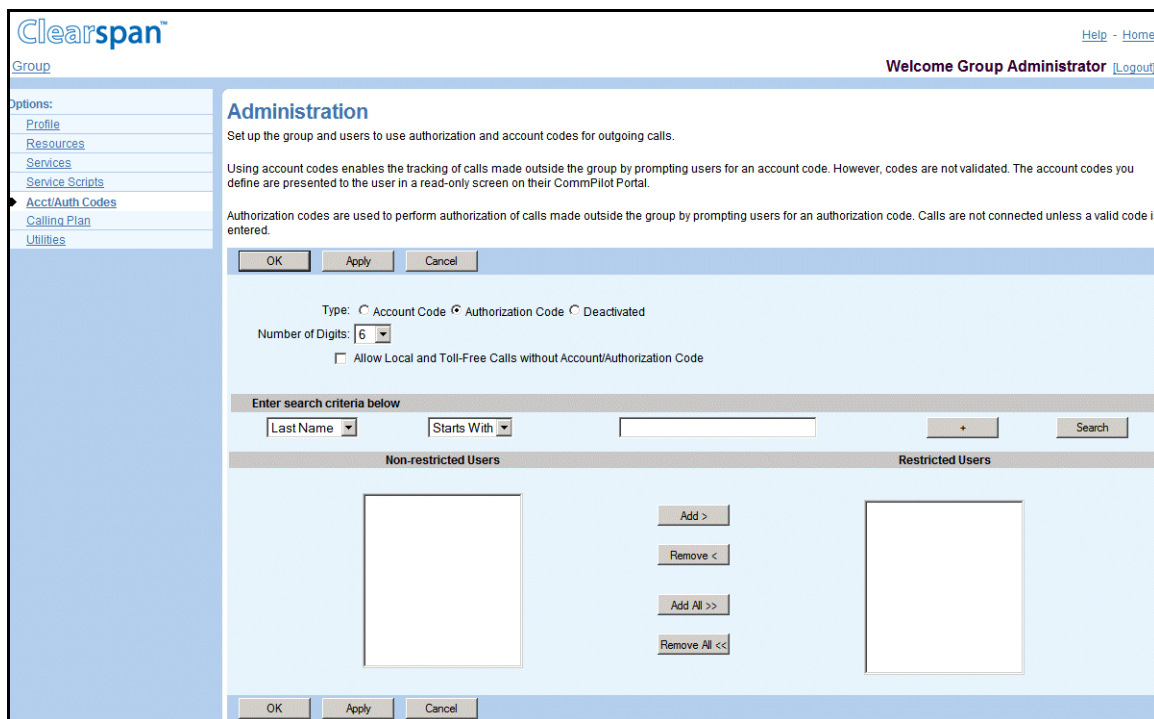 Clearspan™
Help - Home
Group
Welcome Group Administrator [Logout]
Options:
Profile
Resources
Services
Service Scripts
Acct/Auth Codes
Calling Plan
Utilities
Administration
Set up the group and users to use authorization and account codes for outgoing calls.
Using account codes enables the tracking of calls made outside the group by prompting users for an account code. However, codes are not validated. The account codes you
define are presented to the user in a read-only screen on their CommPilot Portal.
Authorization codes are used to perform authorization of calls made outside the group by prompting users for an authorization code. Calls are not connected unless a valid code i
entered.
OK Apply Cancel
Type: Account Code Authorization Code Deactivated
Number of Digits: 6
Allow Local and Toll-Free Calls without Account/Authorization Code
Enter search criteria below
Last Name Starts With + Search
Non-restricted Users Restricted Users
Add >
Remove <
Add All >>
Remove All <<
OK Apply Cancel